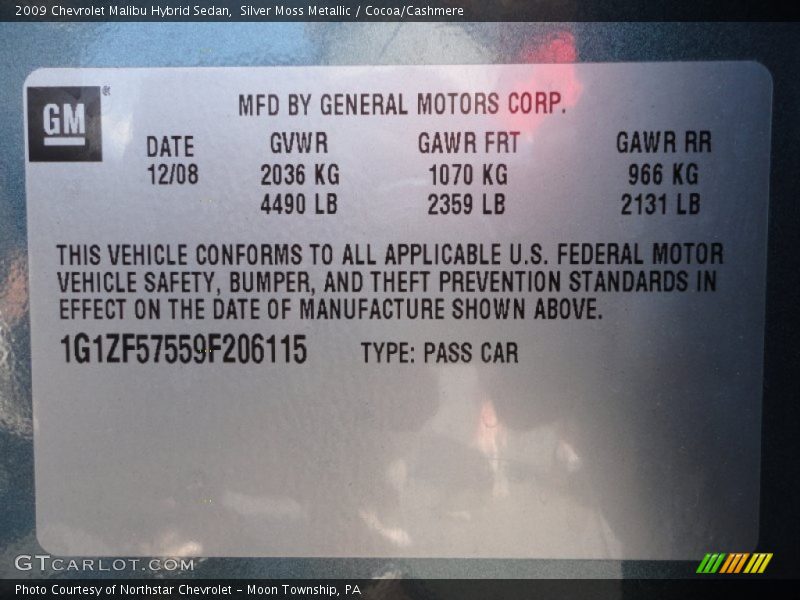 2009 Chevrolet Malibu Hybrid Sedan,  Silver Moss Metallic / Cocoa/Cashmere
GM®
MFD BY GENERAL MOTORS CORP.
DATE GVWR GAWR FRT GAWR RR
12/08 2036 KG 1070 KG 966 KG
4490 LB 2359 LB 2131 LB
THIS VEHICLE CONFORMS TO ALL APPLICABLE U.S. FEDERAL MOTOR
VEHICLE SAFETY, BUMPER, AND THEFT PREVENTION STANDARDS IN
EFFECT ON THE DATE OF MANUFACTURE SHOWN ABOVE.
1G1ZF57559F206115 TYPE: PASS CAR
GTCARLOT.COM
Photo Courtesy of Northstar Chevrolet - Moon Township, PA